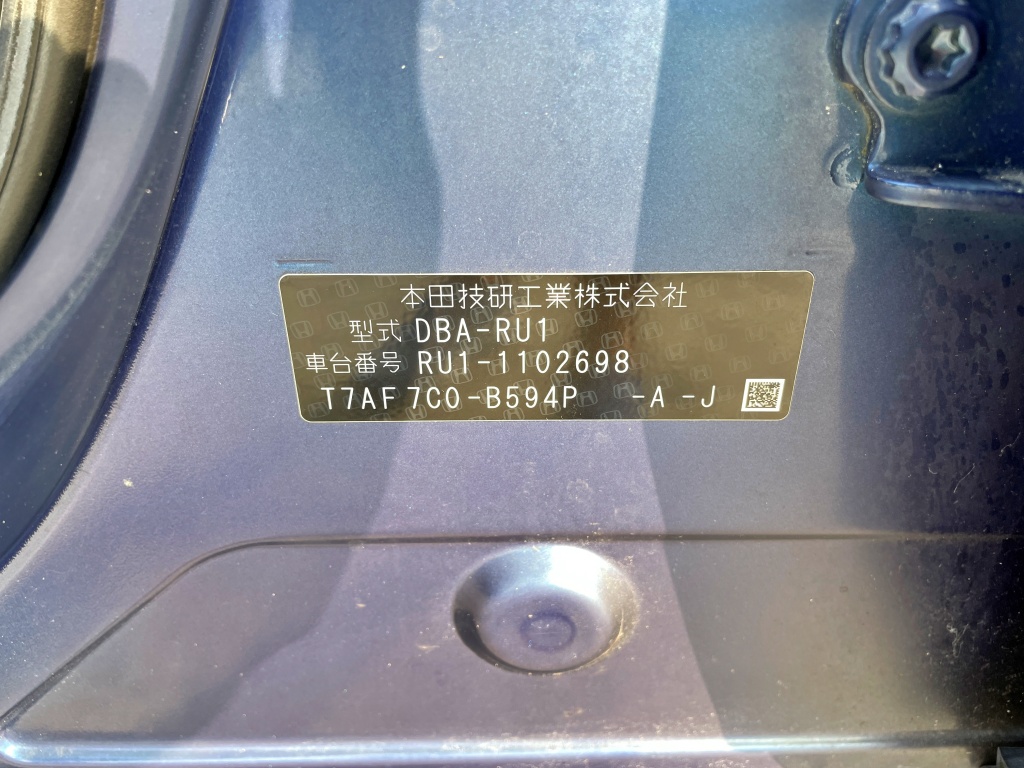 本田技研工業株式会社
型式 DBA-RU1
車台番号 RU1-1102698
T7AF7C0-B594P -A -J